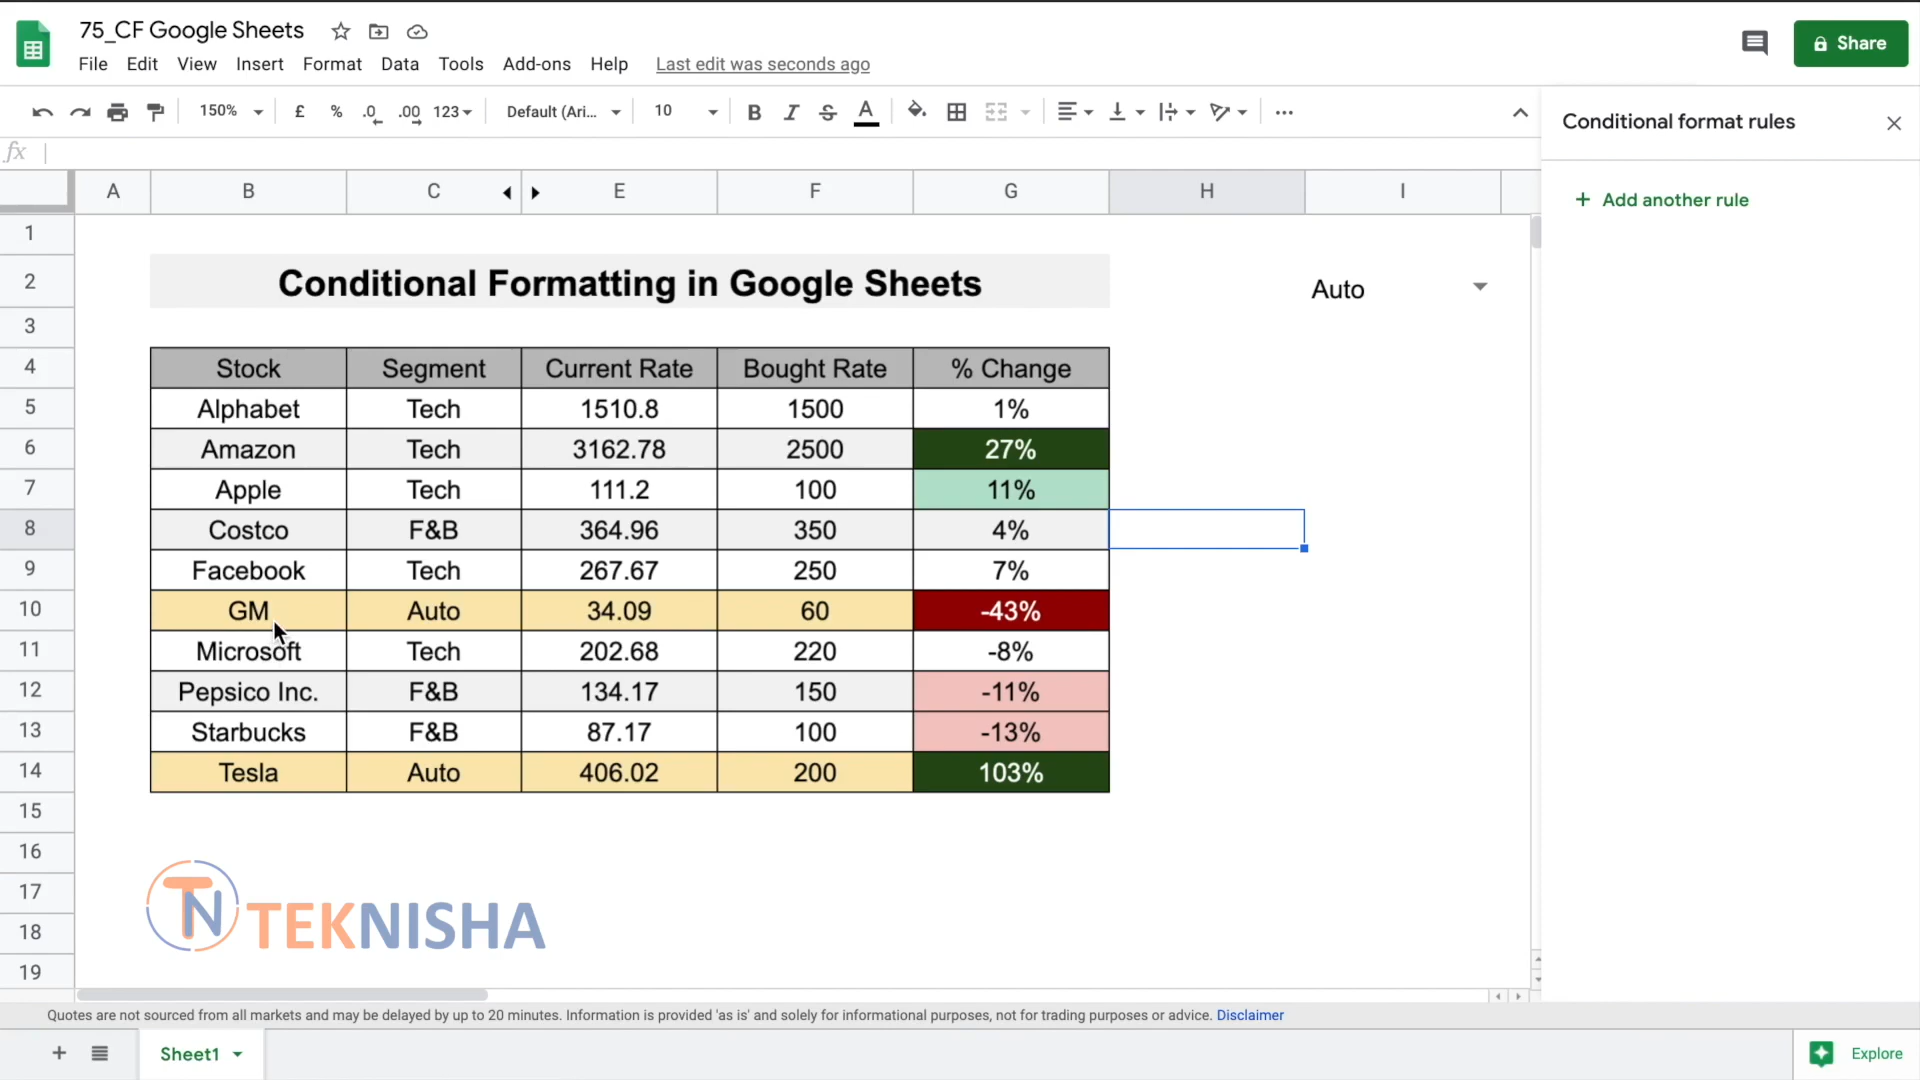 75_CF Google Sheets
File Edit View Insert Format Data Tools Add-ons Help Last edit was seconds ago
Share
150% £ % .0 .00 123 Default (Ari... 10 B I S A
fx
Conditional format rules
+ Add another rule
A B C E F G H I
1
2 Conditional Formatting in Google Sheets Auto
3
4 Stock Segment Current Rate Bought Rate % Change
5 Alphabet Tech 1510.8 1500 1%
6 Amazon Tech 3162.78 2500 27%
7 Apple Tech 111.2 100 11%
8 Costco F&B 364.96 350 4%
9 Facebook Tech 267.67 250 7%
10 GM Auto 34.09 60 -43%
11 Microsoft Tech 202.68 220 -8%
12 Pepsico Inc. F&B 134.17 150 -11%
13 Starbucks F&B 87.17 100 -13%
14 Tesla Auto 406.02 200 103%
15
16
17
18
19
TN TEKNISHA
Quotes are not sourced from all markets and may be delayed by up to 20 minutes. Information is provided 'as is' and solely for informational purposes, not for trading purposes or advice. Disclaimer
+ Sheet1
Explore